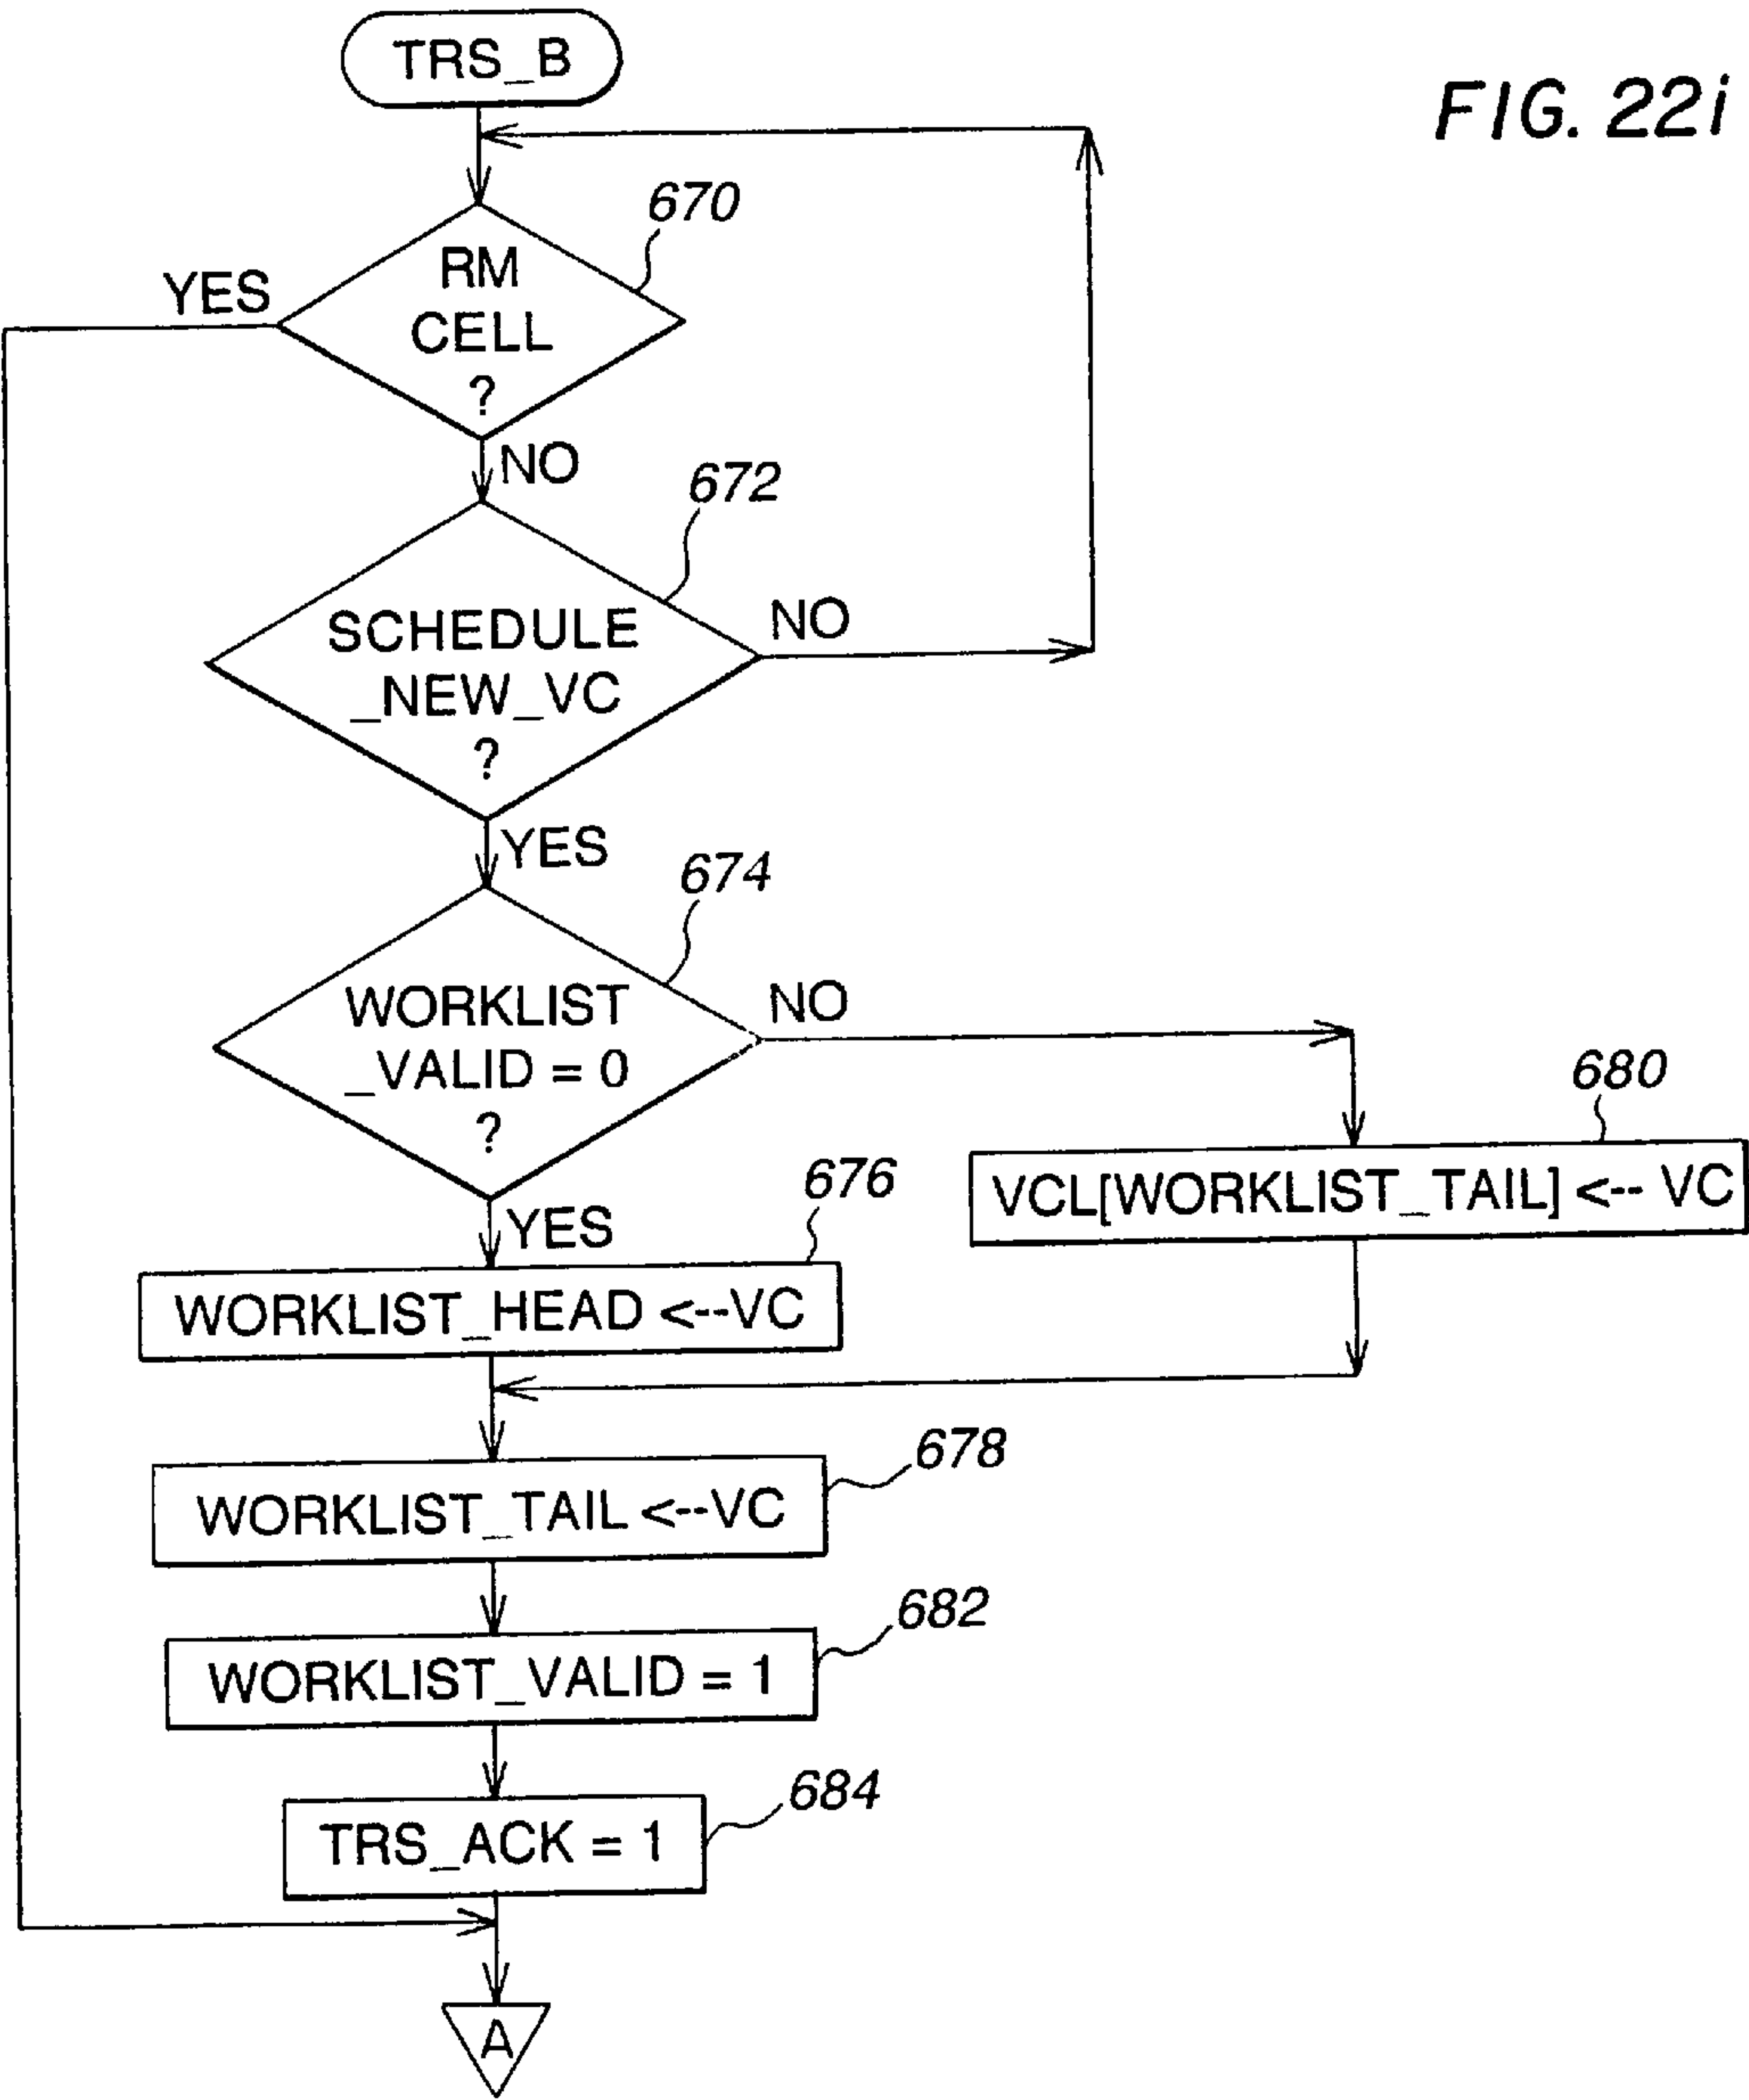 TRS_B
FIG. 22i
670
RM
CELL
?
YES
NO
672
SCHEDULE
_NEW_VC
?
NO
YES
674
WORKLIST
_VALID = 0
?
NO
680
VCL[WORKLIST_TAIL] <-- VC
YES
676
WORKLIST_HEAD <--VC
678
WORKLIST_TAIL <--VC
682
WORKLIST_VALID = 1
684
TRS_ACK = 1
A